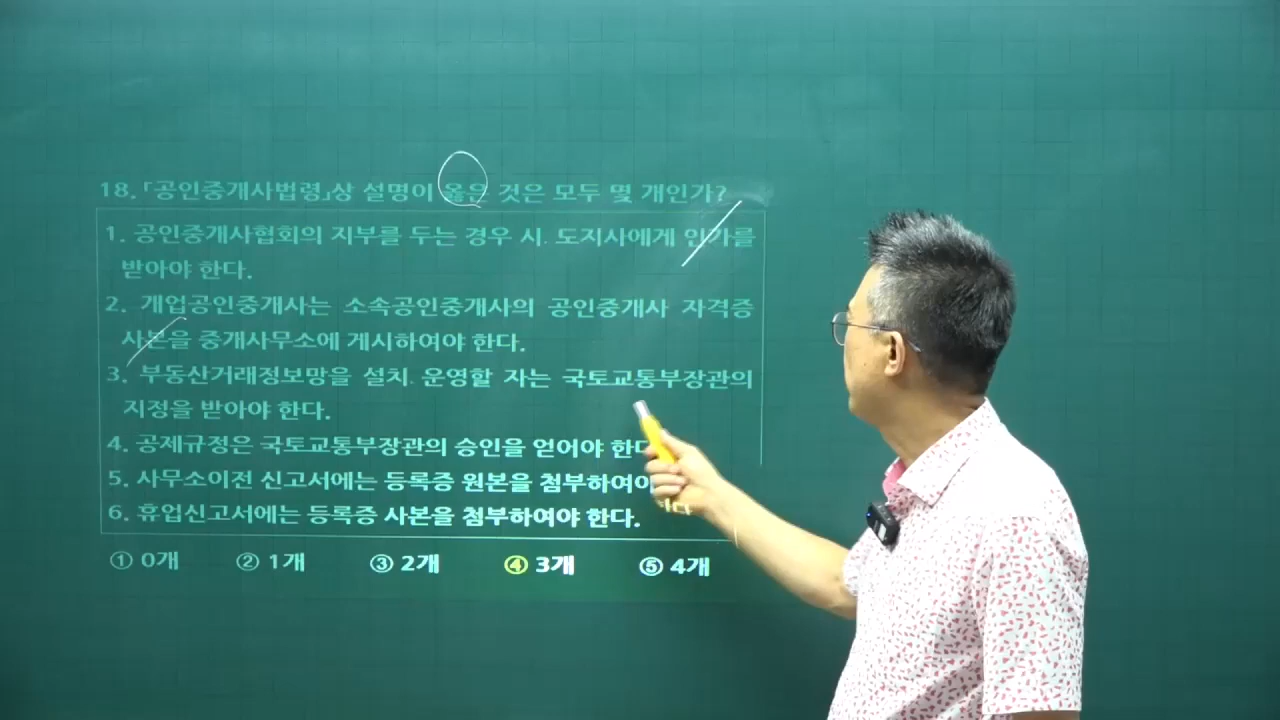 18. 「공인중개사법령」상 설명이 옳은 것은 모두 몇 개인가?
1. 공인중개사협회의 지부를 두는 경우 시. 도지사에게 인가를
받아야 한다.
2. 개업공인중개사는 소속공인중개사의 공인중개사 자격증
사본을 중개사무소에 게시하여야 한다.
3. 부동산거래정보망을 설치. 운영할 자는 국토교통부장관의
지정을 받아야 한다.
4. 공제규정은 국토교통부장관의 승인을 얻어야 한다
5. 사무소이전 신고서에는 등록증 원본을 첨부하여야
6. 휴업신고서에는 등록증 사본을 첨부하여야 한다.
① 0개 ② 1개 ③ 2개 ④ 3개 ⑤ 4개